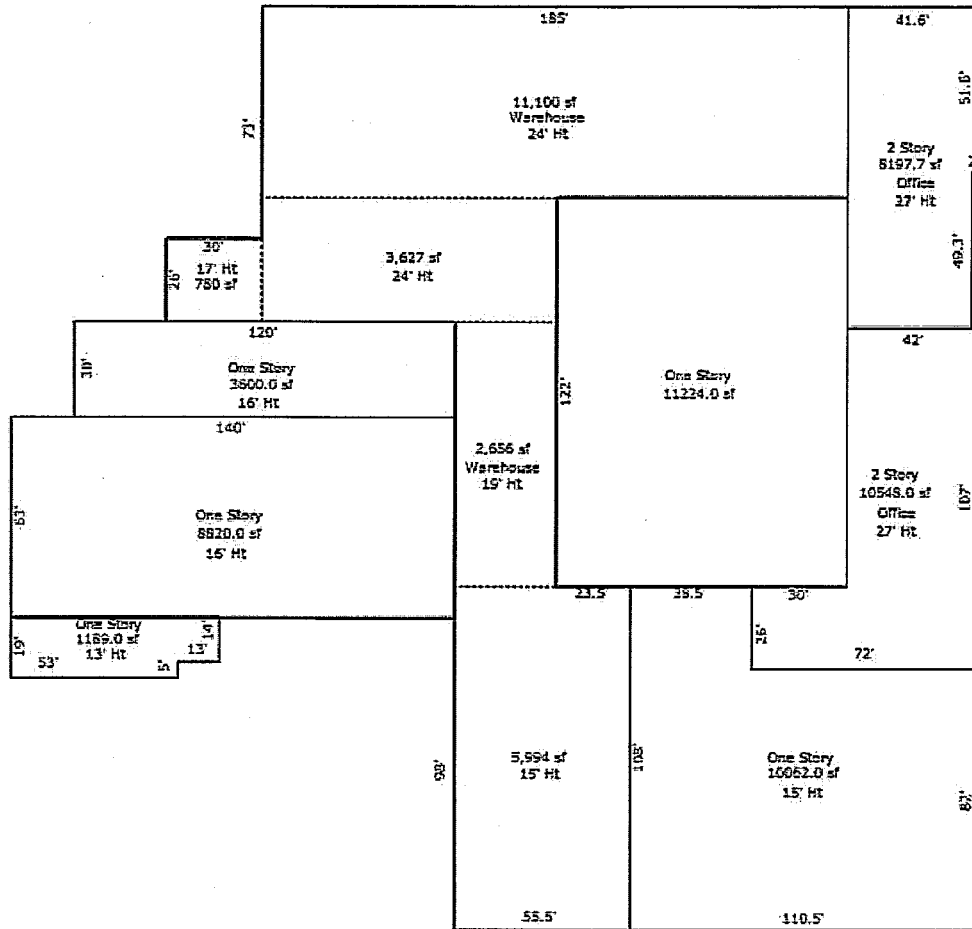 185'
41.6'
51.6'
11,100 sf
Warehouse
24' Ht
73'
2 Story
8197.7 sf
Office
27' Ht
49.3'
30'
17' Ht
780 sf
26'
3,627 sf
24' Ht
120'
30'
One Story
3600.0 sf
16' Ht
42'
122'
One Story
11224.0 sf
140'
2,656 sf
Warehouse
19' Ht
2 Story
10548.0 sf
Office
27' Ht
107'
63'
One Story
8820.0 sf
16' Ht
23.5'
38.5'
30'
One Story
1189.0 sf
13' Ht
19'
14'
53'
5'
13'
26'
72'
98'
5,994 sf
15' Ht
108'
One Story
10062.0 sf
15' Ht
82'
55.5'
110.5'